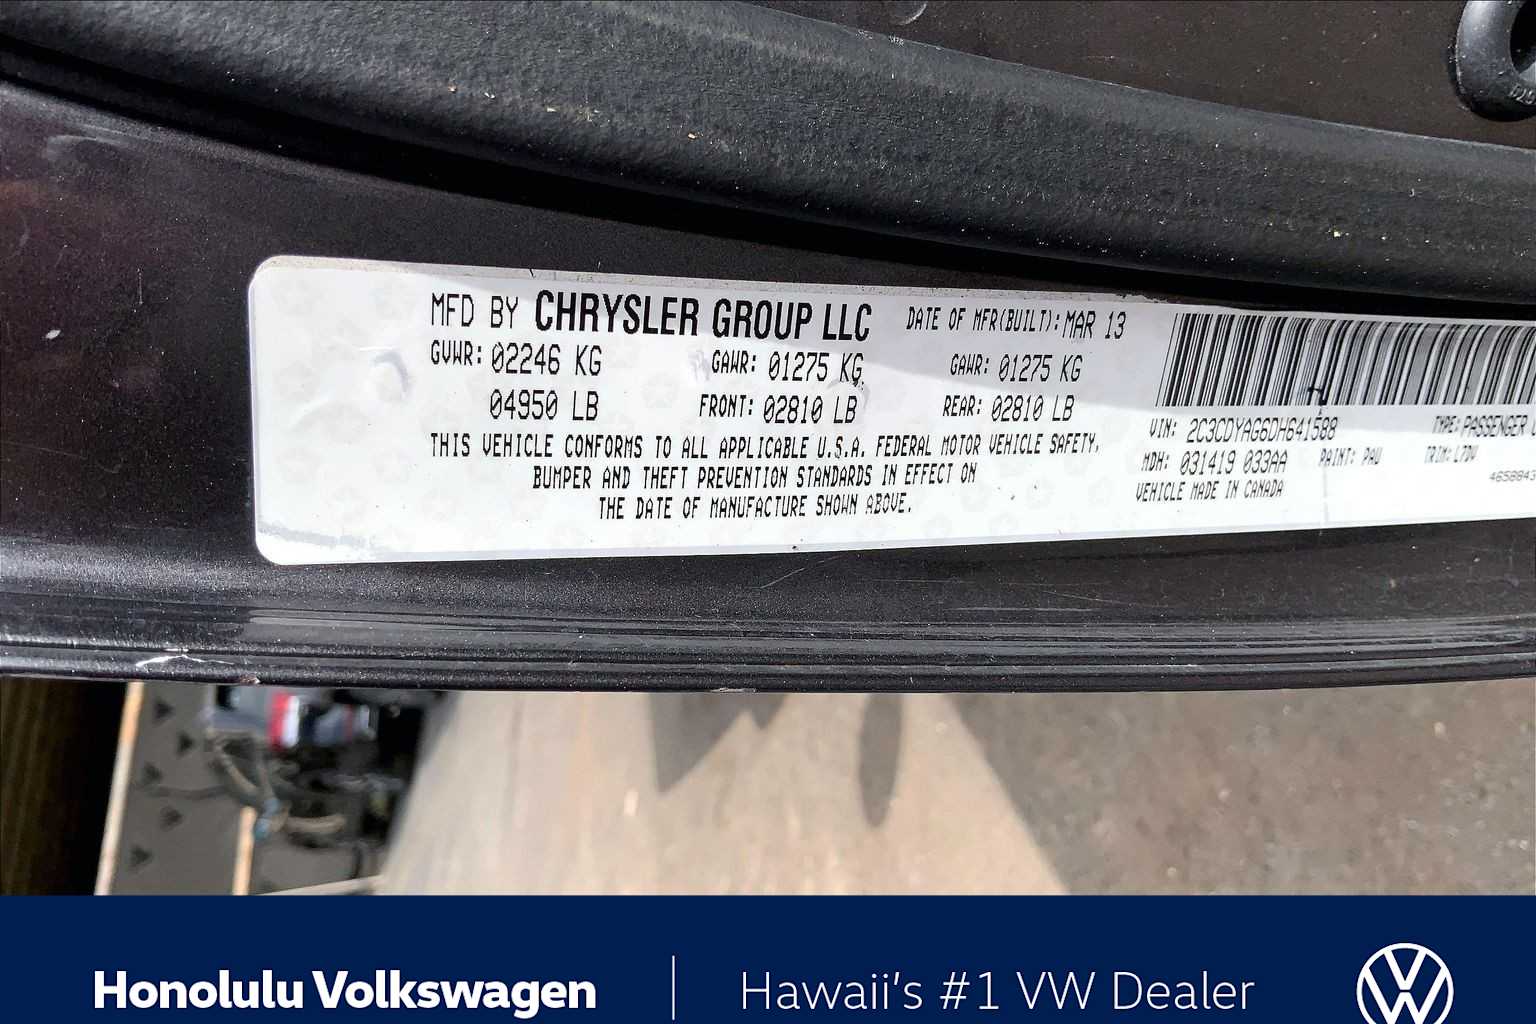 MFD BY CHRYSLER GROUP LLC DATE OF MFR(BUILT): MAR 13
GVWR: 02246 KG GAWR: 01275 KG GAWR: 01275 KG
04950 LB FRONT: 02810 LB REAR: 02810 LB
THIS VEHICLE CONFORMS TO ALL APPLICABLE U.S.A. FEDERAL MOTOR VEHICLE SAFETY,
BUMPER AND THEFT PREVENTION STANDARDS IN EFFECT ON
THE DATE OF MANUFACTURE SHOWN ABOVE.
VIN: 2C3CDYAG6DH641588 TYPE: PASSENGER
MDH: 031419 033AA PAINT: PAU TRIM: L7DV
VEHICLE MADE IN CANADA
Honolulu Volkswagen | Hawaii's #1 VW Dealer